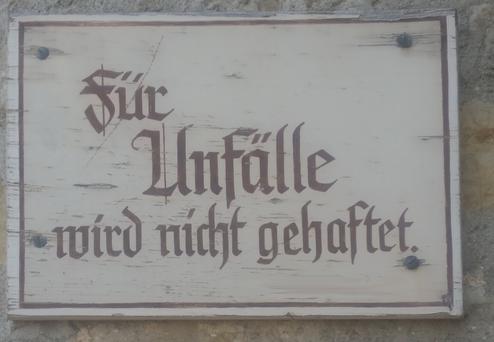 Für
Unfälle
wird nicht gehaftet.